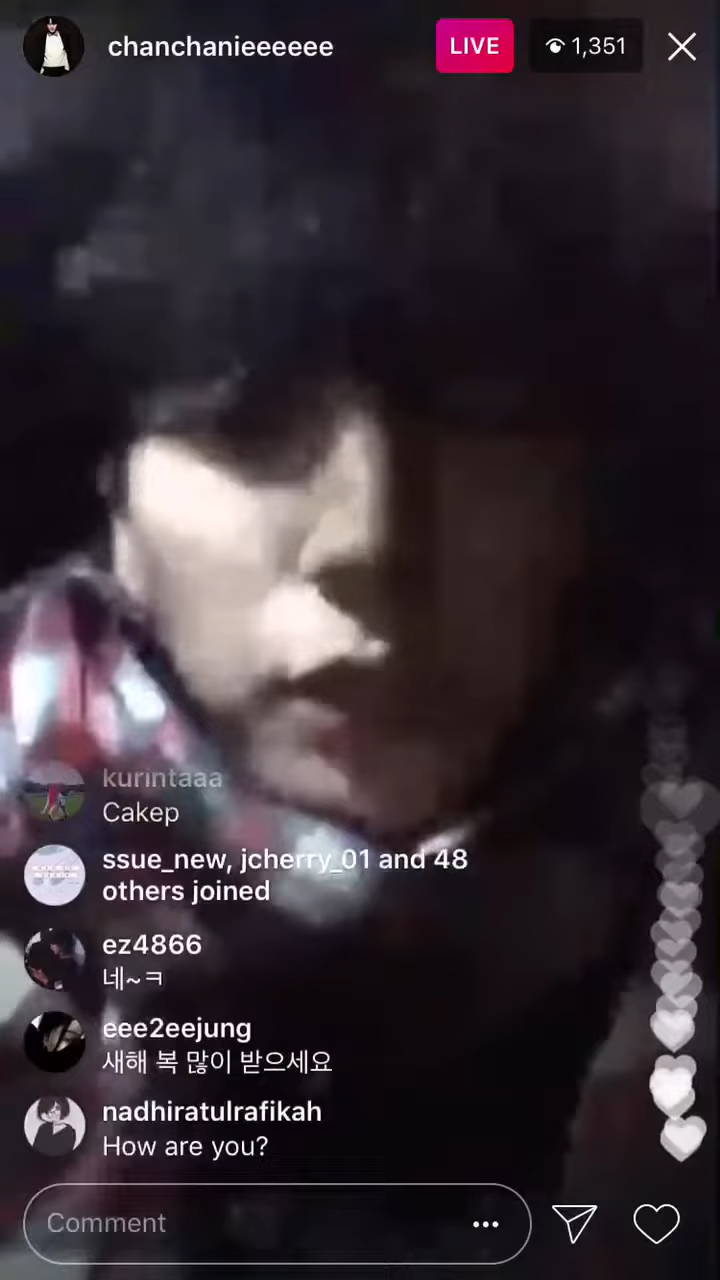 chanchanieeeeee
LIVE
1,351
kurintaaa
Cakep
ssue_new, jcherry_01 and 48
others joined
ez4866
네~ㅋ
eee2eejung
새해 복 많이 받으세요
nadhiratulrafikah
How are you?
Comment